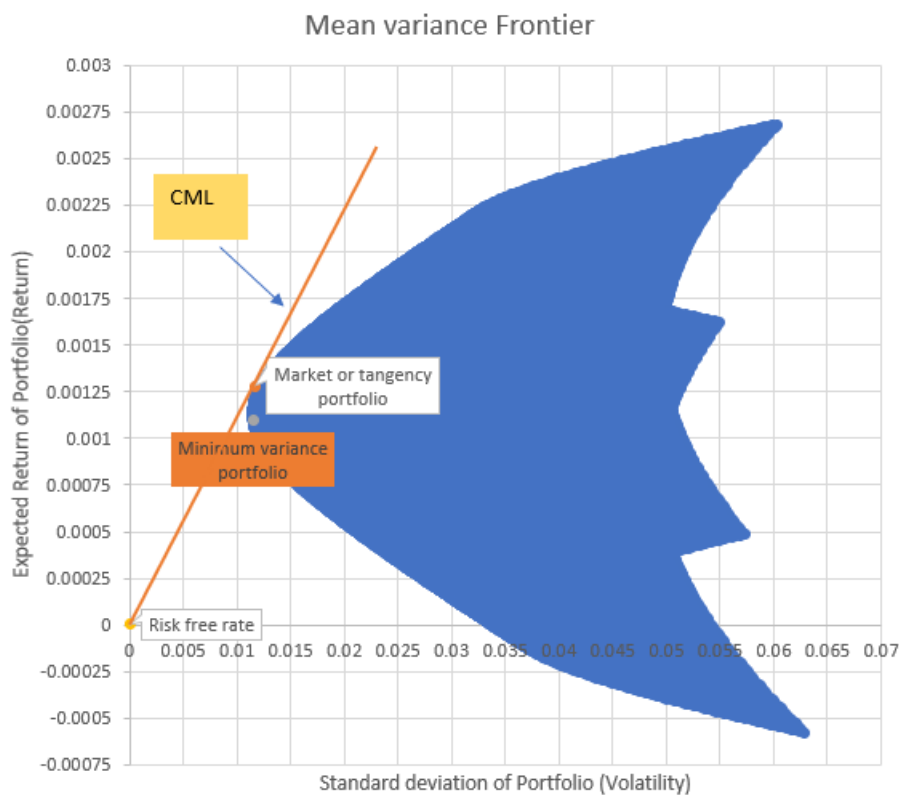 Mean variance Frontier
0.003
0.00275
0.0025
0.00225
0.002
0.00175
0.0015
0.00125
0.001
0.00075
0.0005
0.00025
0
-0.00025
-0.0005
-0.00075
Expected Return of Portfolio(Return)
CML
Market or tangency
portfolio
Minimum variance
portfolio
Risk free rate
0 0.005 0.01 0.015 0.02 0.025 0.03 0.035 0.04 0.045 0.05 0.055 0.06 0.065 0.07
Standard deviation of Portfolio (Volatility)